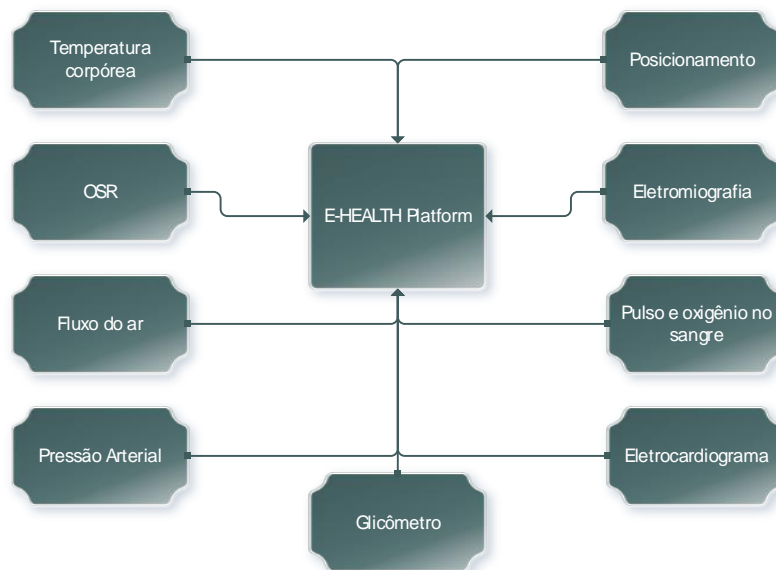 Temperatura
corpórea
Posicionamento
OSR
E-HEALTH Platform
Eletromiografia
Fluxo do ar
Pulso e oxigênio no
sangre
Pressão Arterial
Eletrocardiograma
Glicômetro